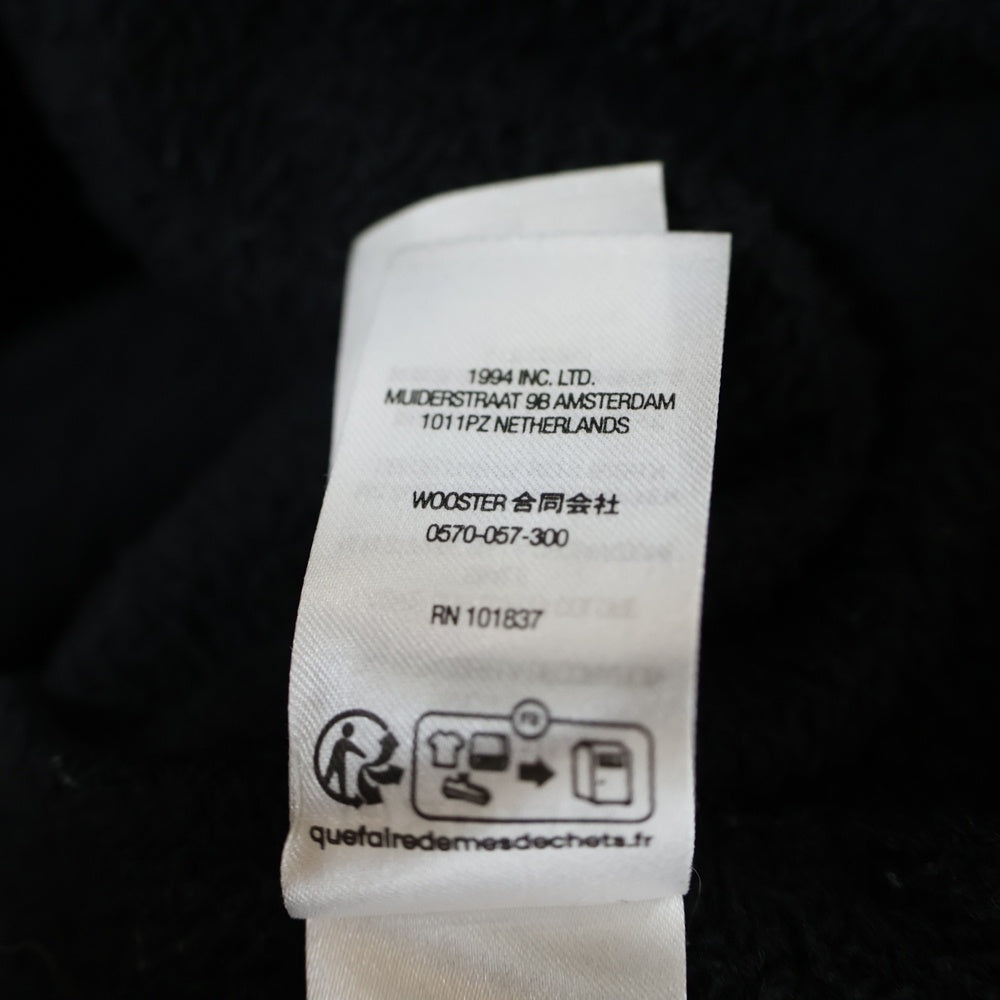 1994 INC. LTD.
MUIDERSTRAAT 9B AMSTERDAM
1011PZ NETHERLANDS
WOOSTER 合同会社
0570-057-300
RN 101837
FR
quefairedemesdechets.fr